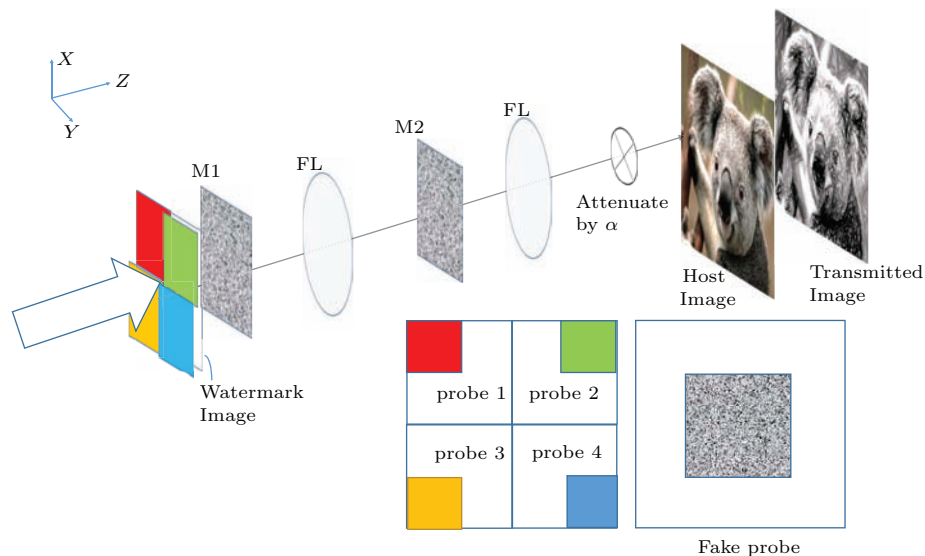 X
Z
Y
M1
FL
M2
FL
Attenuate
by α
Host
Image
Transmitted
Image
Watermark
Image
probe 1
probe 2
probe 3
probe 4
Fake probe